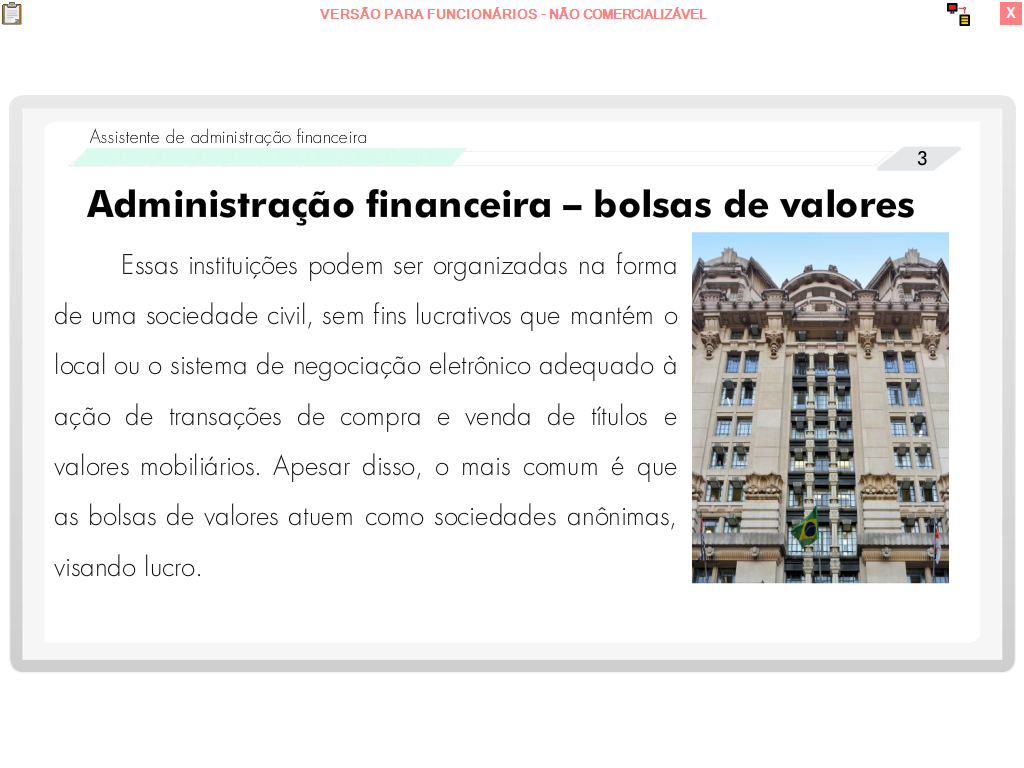 VERSÃO PARA FUNCIONÁRIOS - NÃO COMERCIALIZÁVEL
X
Assistente de administração financeira
3
Administração financeira – bolsas de valores
Essas instituições podem ser organizadas na forma
de uma sociedade civil, sem fins lucrativos que mantém o
local ou o sistema de negociação eletrônico adequado à
ação de transações de compra e venda de títulos e
valores mobiliários. Apesar disso, o mais comum é que
as bolsas de valores atuem como sociedades anônimas,
visando lucro.